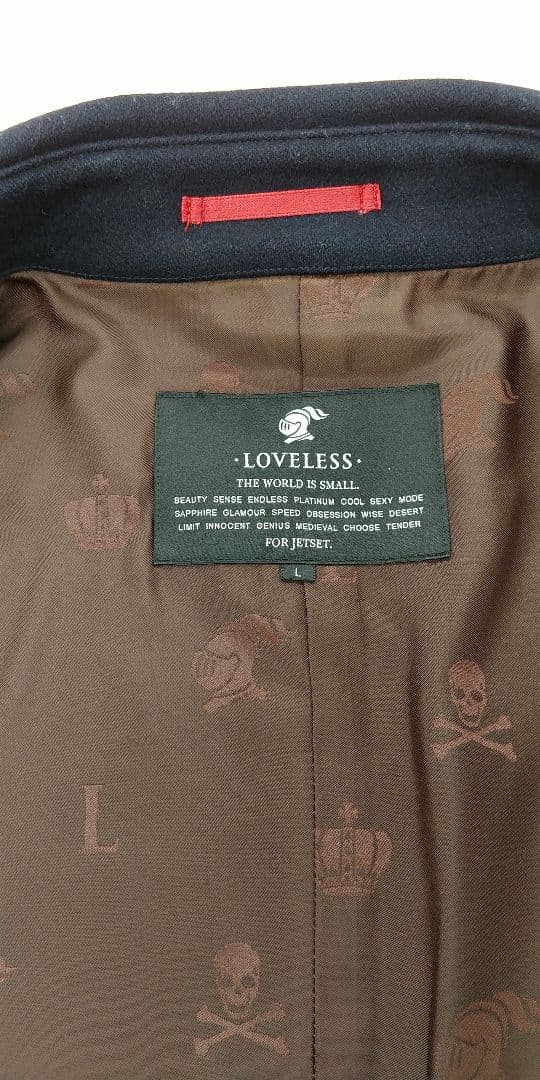 ·LOVELESS·
THE WORLD IS SMALL.
BEAUTY SENSE ENDLESS PLATINUM COOL SEXY MODE
SAPPHIRE GLAMOUR SPEED OBSESSION WISE DESERT
LIMIT INNOCENT GENIUS MEDIEVAL CHOOSE TENDER
FOR JETSET.
L
L